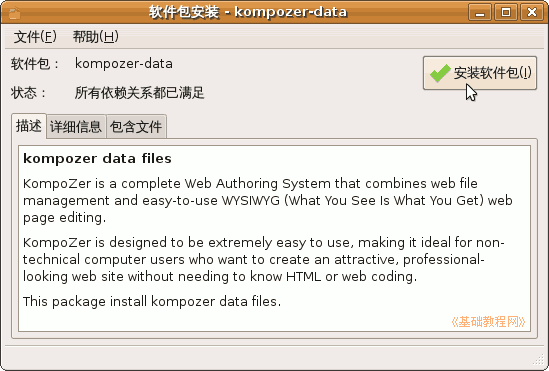 软件包安装 - kompozer-data
文件(F) 帮助(H)
软件包： kompozer-data
安装软件包(I)
状态： 所有依赖关系都已满足
描述 详细信息 包含文件
kompozer data files
KompoZer is a complete Web Authoring System that combines web file
management and easy-to-use WYSIWYG (What You See Is What You Get) web
page editing.
KompoZer is designed to be extremely easy to use, making it ideal for non-
technical computer users who want to create an attractive, professional-
looking web site without needing to know HTML or web coding.
This package install kompozer data files.
《基础教程网》